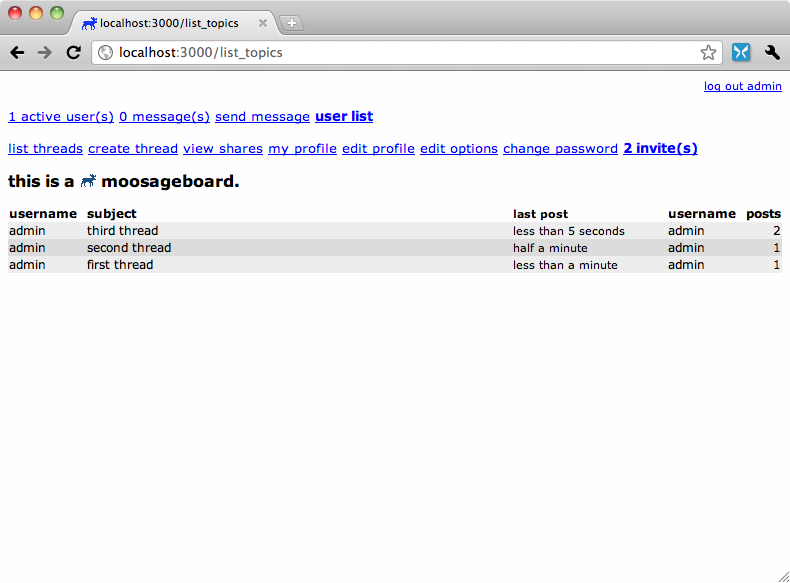 localhost:3000/list_topics
localhost:3000/list_topics
log out admin
1 active user(s) 0 message(s) send message user list
list threads create thread view shares my profile edit profile edit options change password 2 invite(s)
this is a moosageboard.
username subject last post username posts
admin third thread less than 5 seconds admin 2
admin second thread half a minute admin 1
admin first thread less than a minute admin 1